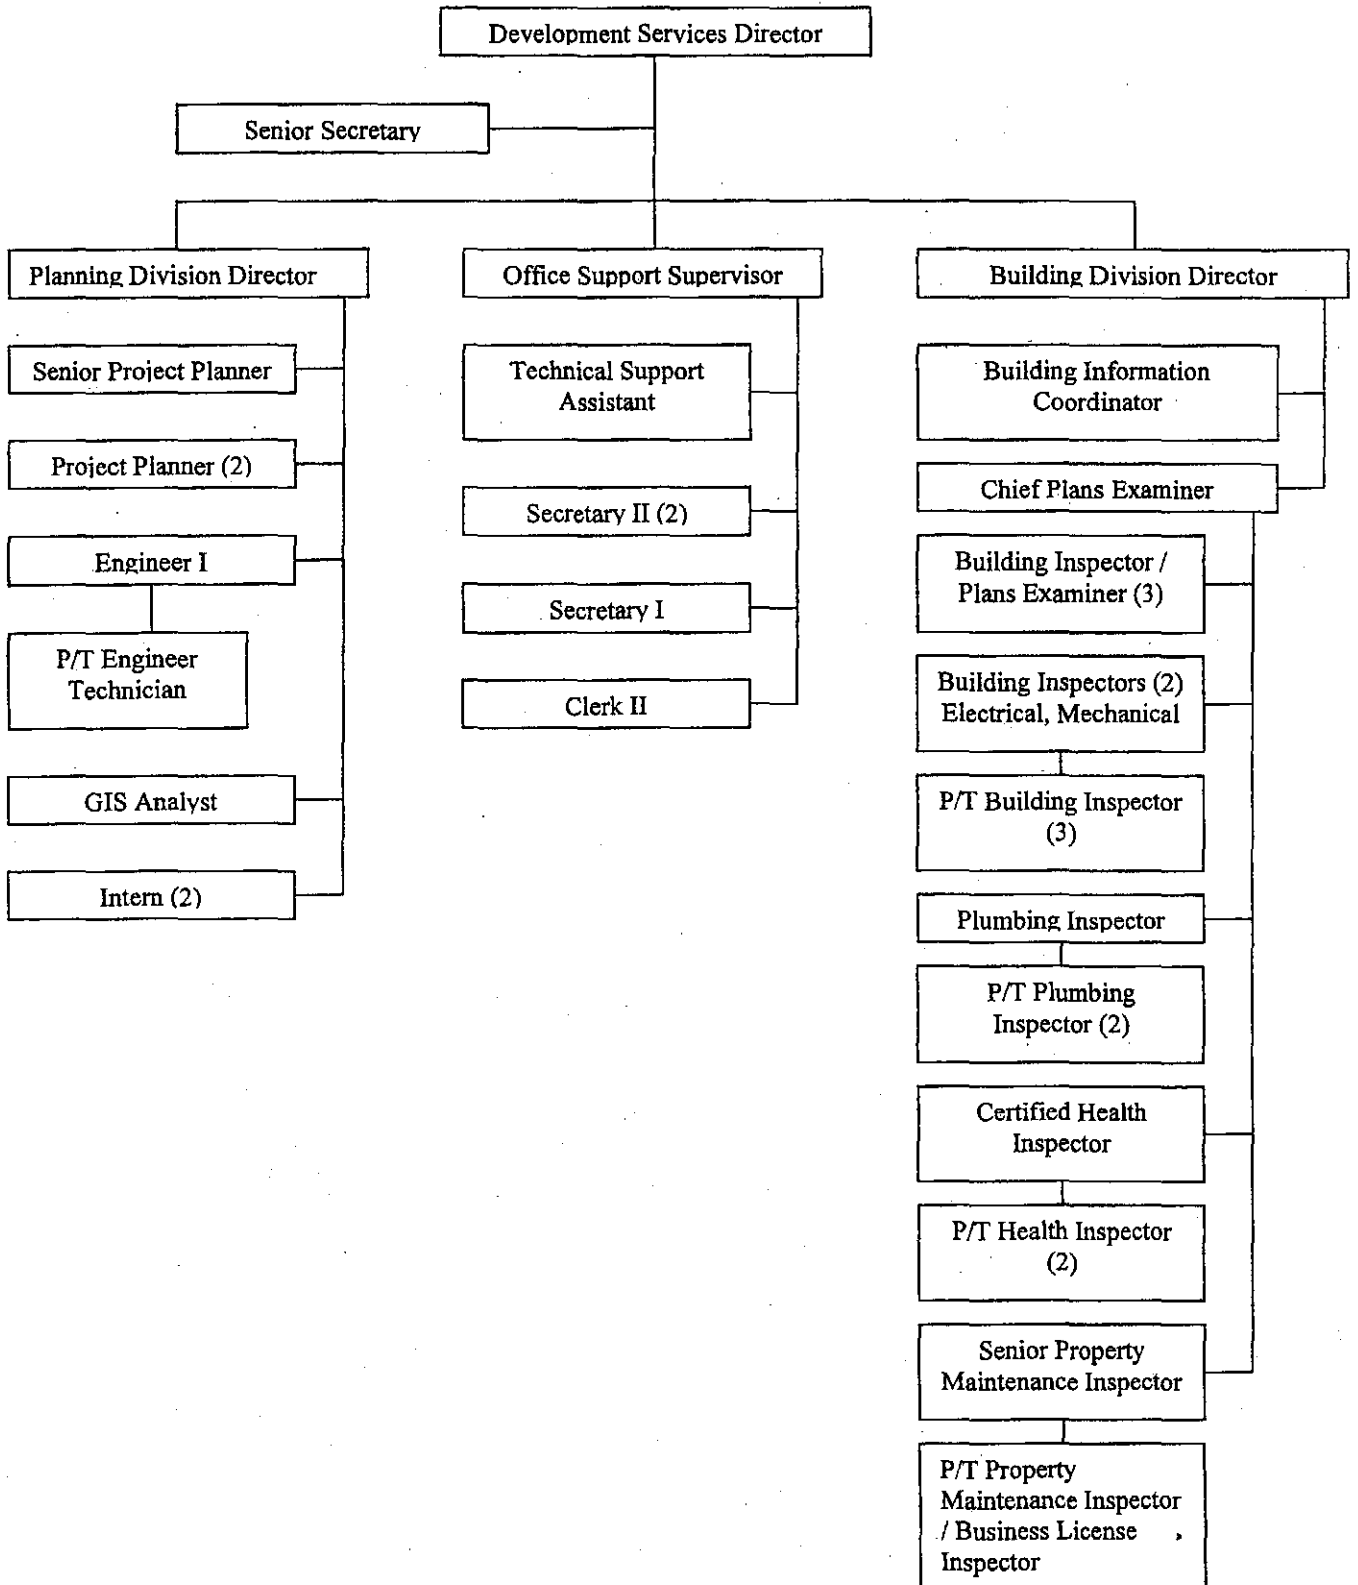 Development Services Director
Senior Secretary
Planning Division Director
Office Support Supervisor
Building Division Director
Senior Project Planner
Project Planner (2)
Engineer I
P/T Engineer
Technician
GIS Analyst
Intern (2)
Technical Support
Assistant
Secretary II (2)
Secretary I
Clerk II
Building Information
Coordinator
Chief Plans Examiner
Building Inspector /
Plans Examiner (3)
Building Inspectors (2)
Electrical, Mechanical
P/T Building Inspector
(3)
Plumbing Inspector
P/T Plumbing
Inspector (2)
Certified Health
Inspector
P/T Health Inspector
(2)
Senior Property
Maintenance Inspector
P/T Property
Maintenance Inspector
/ Business License
Inspector